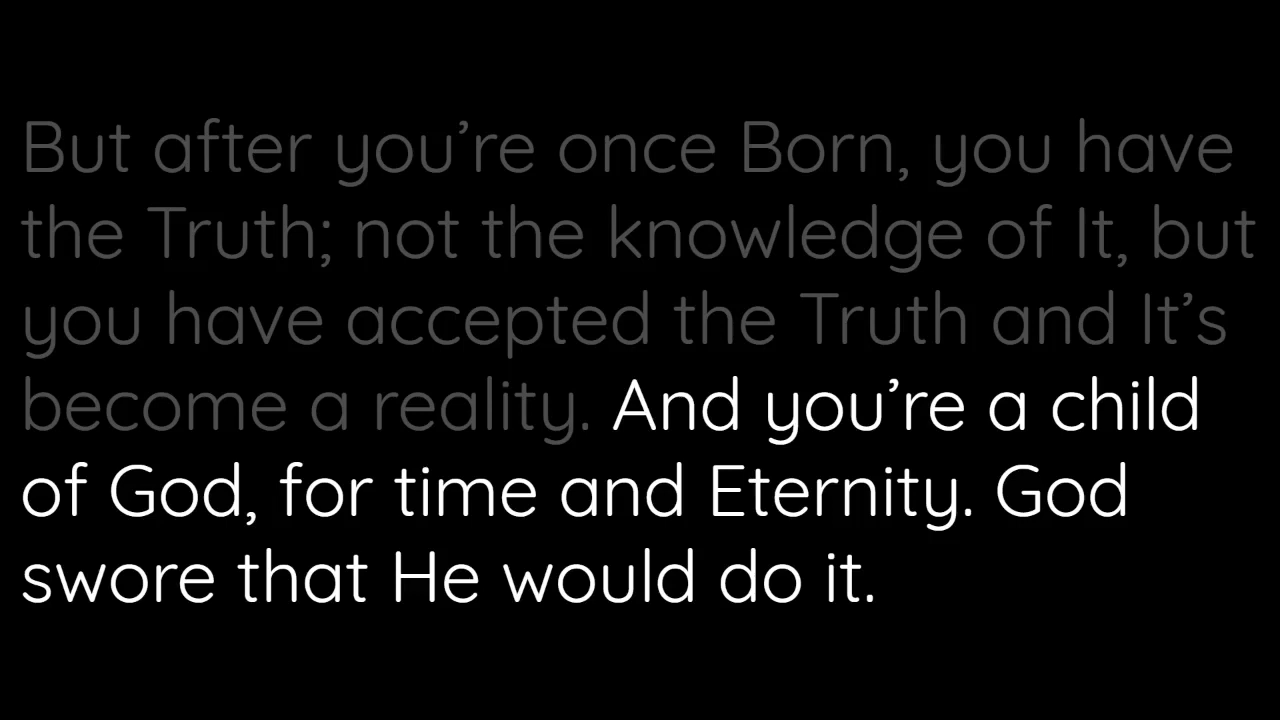 But after you’re once Born, you have
the Truth; not the knowledge of It, but
you have accepted the Truth and It’s
become a reality. And you’re a child
of God, for time and Eternity. God
swore that He would do it.